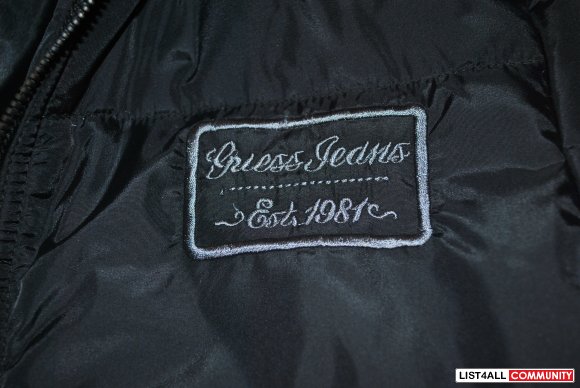 Guess Jeans
Est. 1981
LIST4ALL COMMUNITY